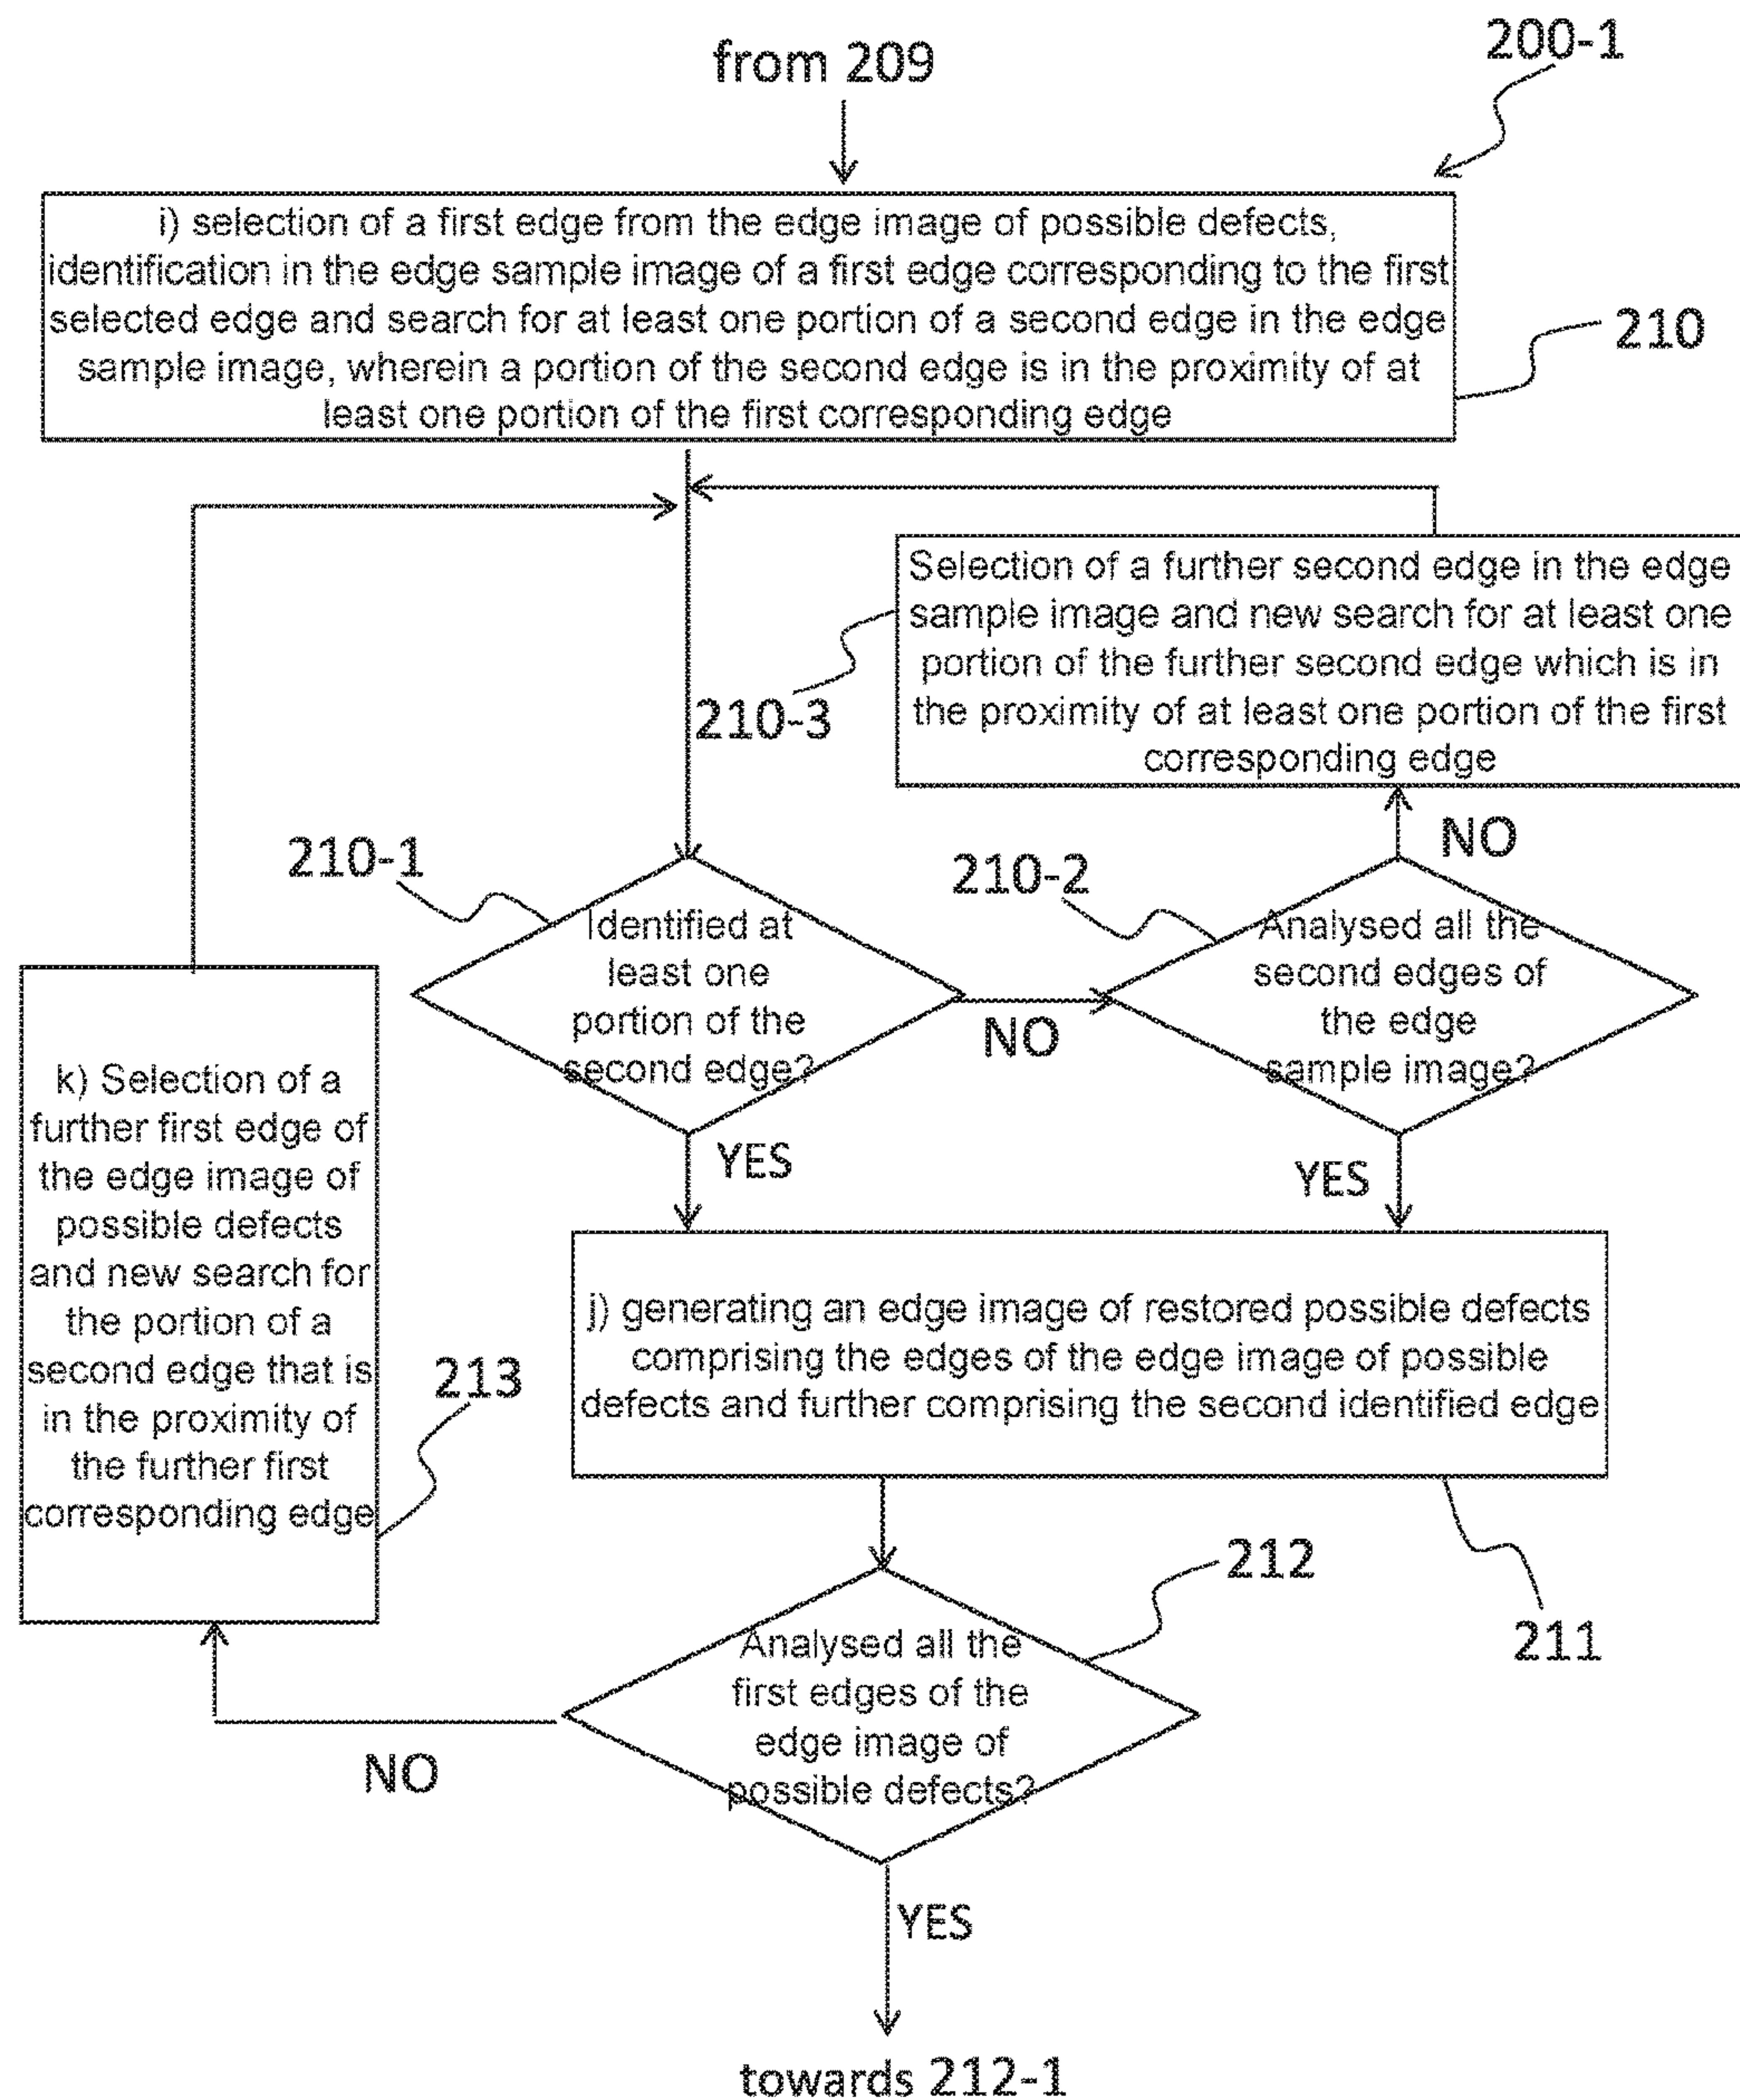 200-1
from 209
i) selection of a first edge from the edge image of possible defects,
identification in the edge sample image of a first edge corresponding to the first
selected edge and search for at least one portion of a second edge in the edge
sample image, wherein a portion of the second edge is in the proximity of at
least one portion of the first corresponding edge
210
Selection of a further second edge in the edge
sample image and new search for at least one
portion of the further second edge which is in
the proximity of at least one portion of the first
corresponding edge
210-3
NO
210-1
Identified at
least one
portion of the
second edge?
NO
210-2
Analysed all the
second edges of
the edge
sample image?
YES
YES
k) Selection of a
further first edge of
the edge image of
possible defects
and new search for
the portion of a
second edge that is
in the proximity of
the further first
corresponding edge
213
j) generating an edge image of restored possible defects
comprising the edges of the edge image of possible
defects and further comprising the second identified edge
211
212
Analysed all the
first edges of the
edge image of
possible defects?
NO
YES
towards 212-1